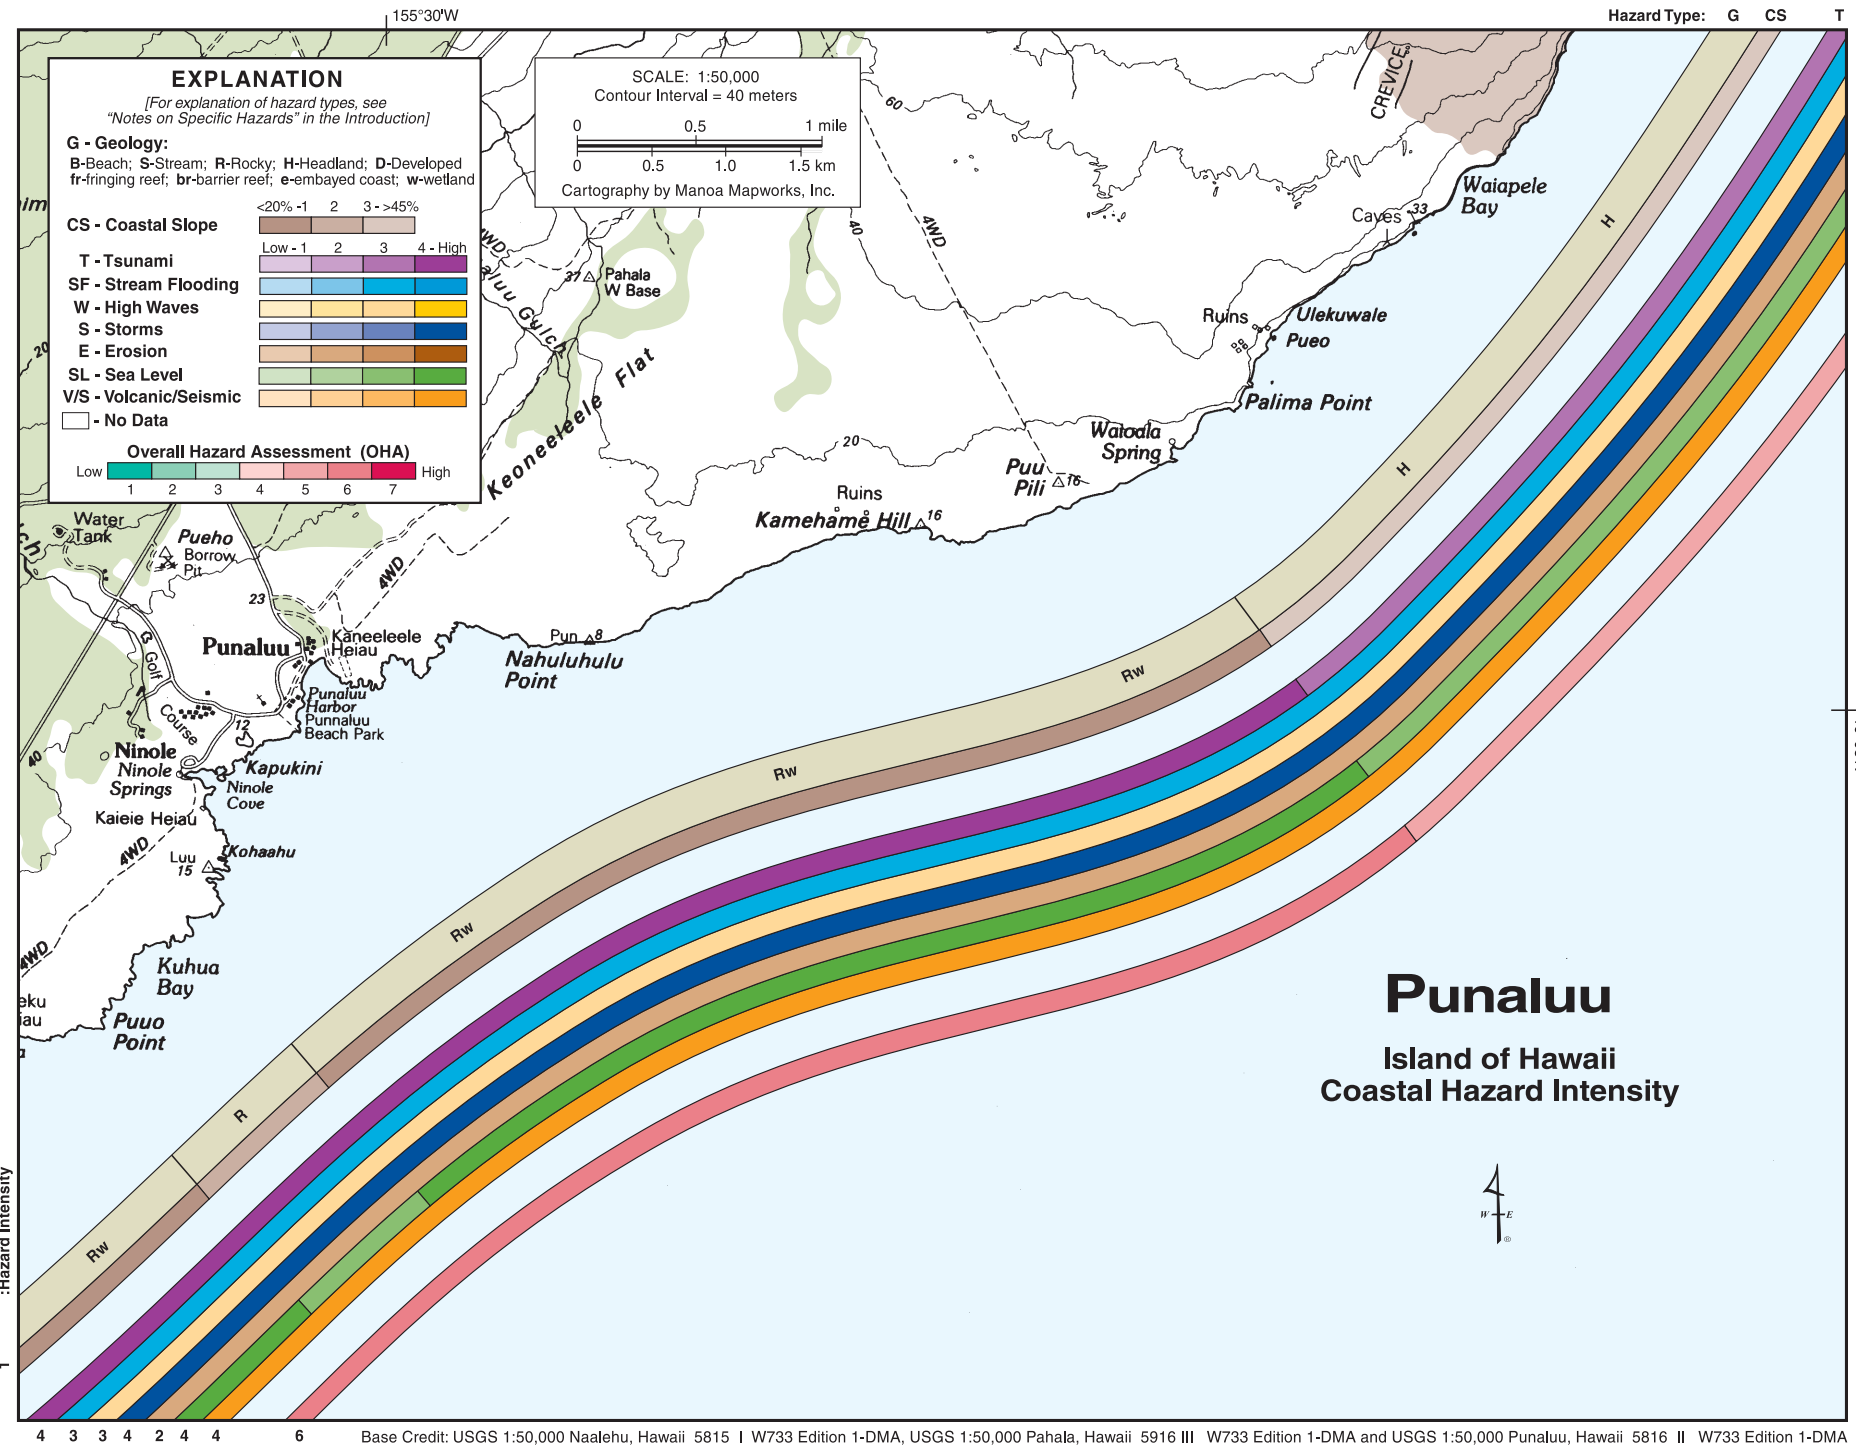 155°30'W
Hazard Type: G CS T
EXPLANATION
[For explanation of hazard types, see
“Notes on Specific Hazards” in the Introduction]
G - Geology:
B-Beach; S-Stream; R-Rocky; H-Headland; D-Developed
fr-fringing reef; br-barrier reef; e-embayed coast; w-wetland
<20% -1 2 3 - >45%
CS - Coastal Slope
Low - 1 2 3 4 - High
T - Tsunami
SF - Stream Flooding
W - High Waves
S - Storms
E - Erosion
SL - Sea Level
V/S - Volcanic/Seismic
- No Data
Overall Hazard Assessment (OHA)
Low High
1 2 3 4 5 6 7
SCALE: 1:50,000
Contour Interval = 40 meters
0 0.5 1 mile
0 0.5 1.0 1.5 km
Cartography by Manoa Mapworks, Inc.
CREVICE
60
Waiapele
Bay
Caves 33
40
4WD
H
4WD
37 Pahala
W Base
Ruins Ulekuwale
Pueo
Gulch
20
Keoneeleele Flat
Palima Point
20
Waioala
Spring
Puu
Pili 16
H
Ruins
Kamehame Hill 16
Water
Tank
Pueho
Borrow
Pit
4WD
23
Punaluu
Kaneeleele
Heiau
Pun 8
Nahuluhulu
Point
Golf
Course
Punaluu
Harbor
Punnaluu
Beach Park
12
40
Ninole
Ninole
Springs
Kapukini
Ninole
Cove
Kaieie Heiau
4WD
Luu
15
Kohaahu
4WD
Kuhua
Bay
Puuo
Point
Rw
Rw
Rw
R
Rw
Punaluu
Island of Hawaii
Coastal Hazard Intensity
W E
:Hazard Intensity
4 3 3 4 2 4 4 6
Base Credit: USGS 1:50,000 Naalehu, Hawaii 5815 I W733 Edition 1-DMA, USGS 1:50,000 Pahala, Hawaii 5916 III W733 Edition 1-DMA and USGS 1:50,000 Punaluu, Hawaii 5816 II W733 Edition 1-DMA